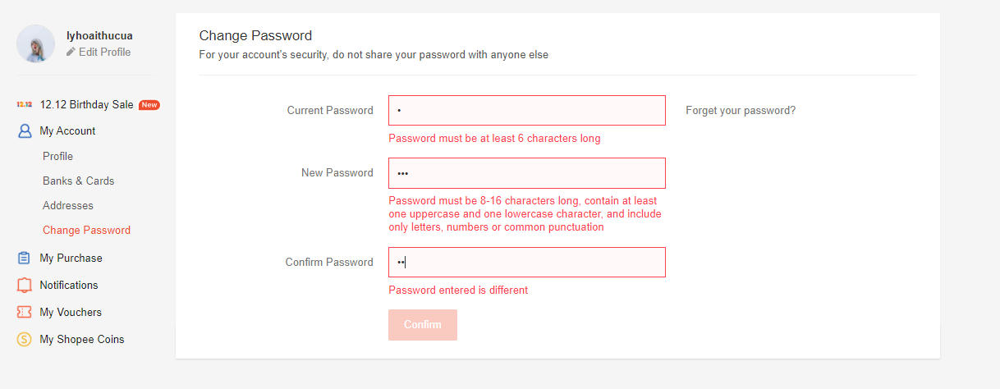 lyhoaithucua
Edit Profile
12.12 12.12 Birthday Sale New
My Account
Profile
Banks & Cards
Addresses
Change Password
My Purchase
Notifications
My Vouchers
S My Shopee Coins
Change Password
For your account's security, do not share your password with anyone else
Current Password • Forget your password?
Password must be at least 6 characters long
New Password •••
Password must be 8-16 characters long, contain at least
one uppercase and one lowercase character, and include
only letters, numbers or common punctuation
Confirm Password ••
Password entered is different
Confirm